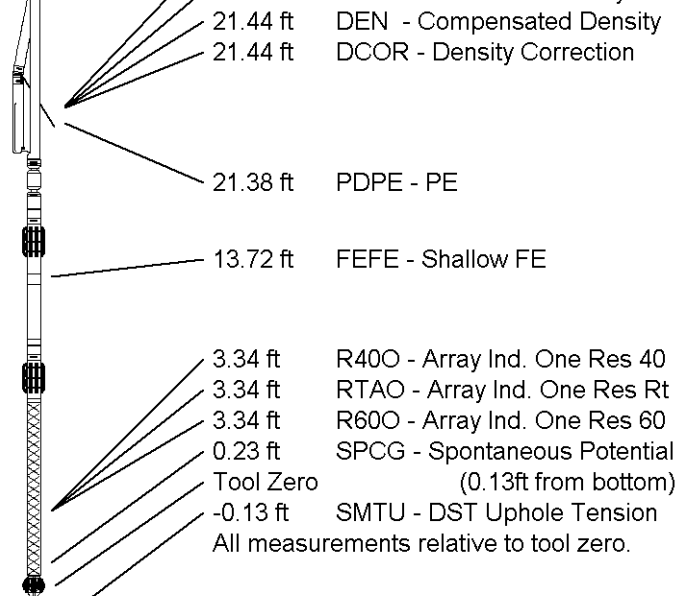 21.44 ft DEN - Compensated Density
21.44 ft DCOR - Density Correction
21.38 ft PDPE - PE
13.72 ft FEFE - Shallow FE
3.34 ft R40O - Array Ind. One Res 40
3.34 ft RTAO - Array Ind. One Res Rt
3.34 ft R60O - Array Ind. One Res 60
0.23 ft SPCG - Spontaneous Potential
Tool Zero (0.13ft from bottom)
-0.13 ft SMTU - DST Uphole Tension
All measurements relative to tool zero.